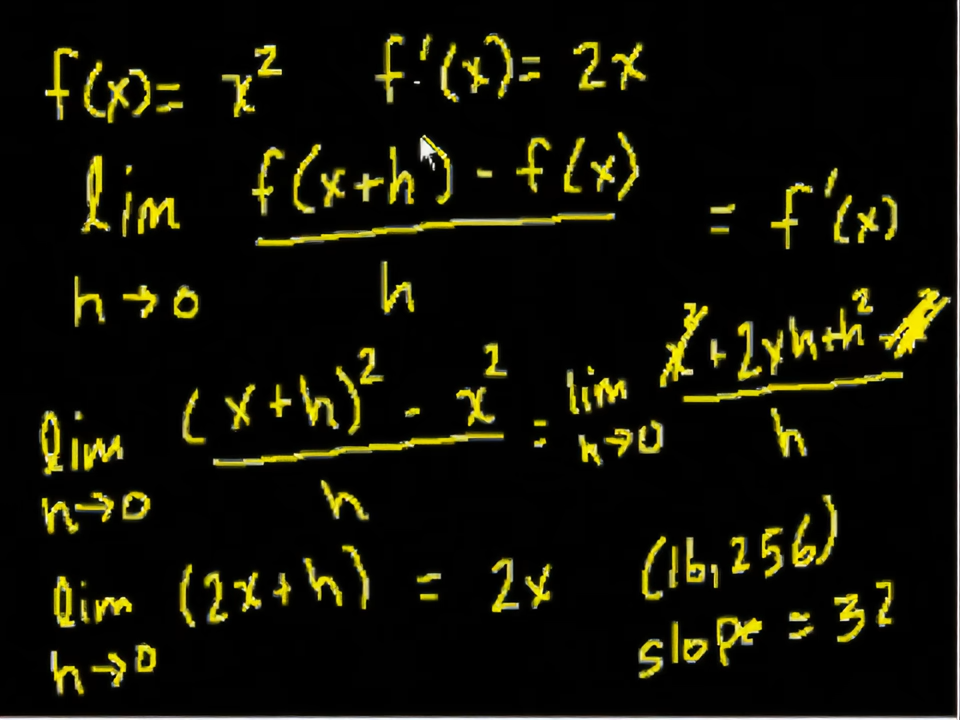 f(x) = x² f'(x) = 2x
lim h→0 (f(x+h) - f(x)) / h = f'(x)
lim h→0 ((x+h)² - x²) / h = lim h→0 (x² + 2xh + h² - x²) / h
lim h→0 (2x+h) = 2x
(16,256)
slope = 32